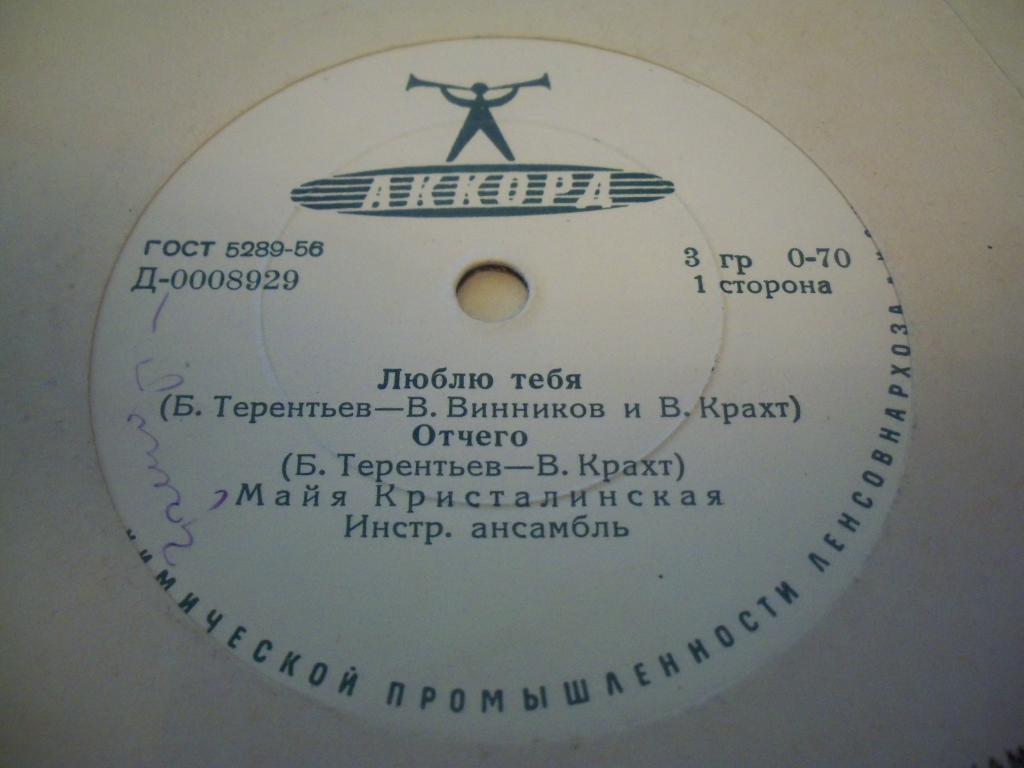 АККОРД
ГОСТ 5289-56
Д-0008929
3 гр 0-70
1 сторона
Люблю тебя
(Б. Терентьев—В. Винников и В. Крахт)
Отчего
(Б. Терентьев—В. Крахт)
Майя Кристалинская
Инстр. ансамбль
ХИМИЧЕСКОЙ ПРОМЫШЛЕННОСТИ ЛЕНСОВНАРХОЗА